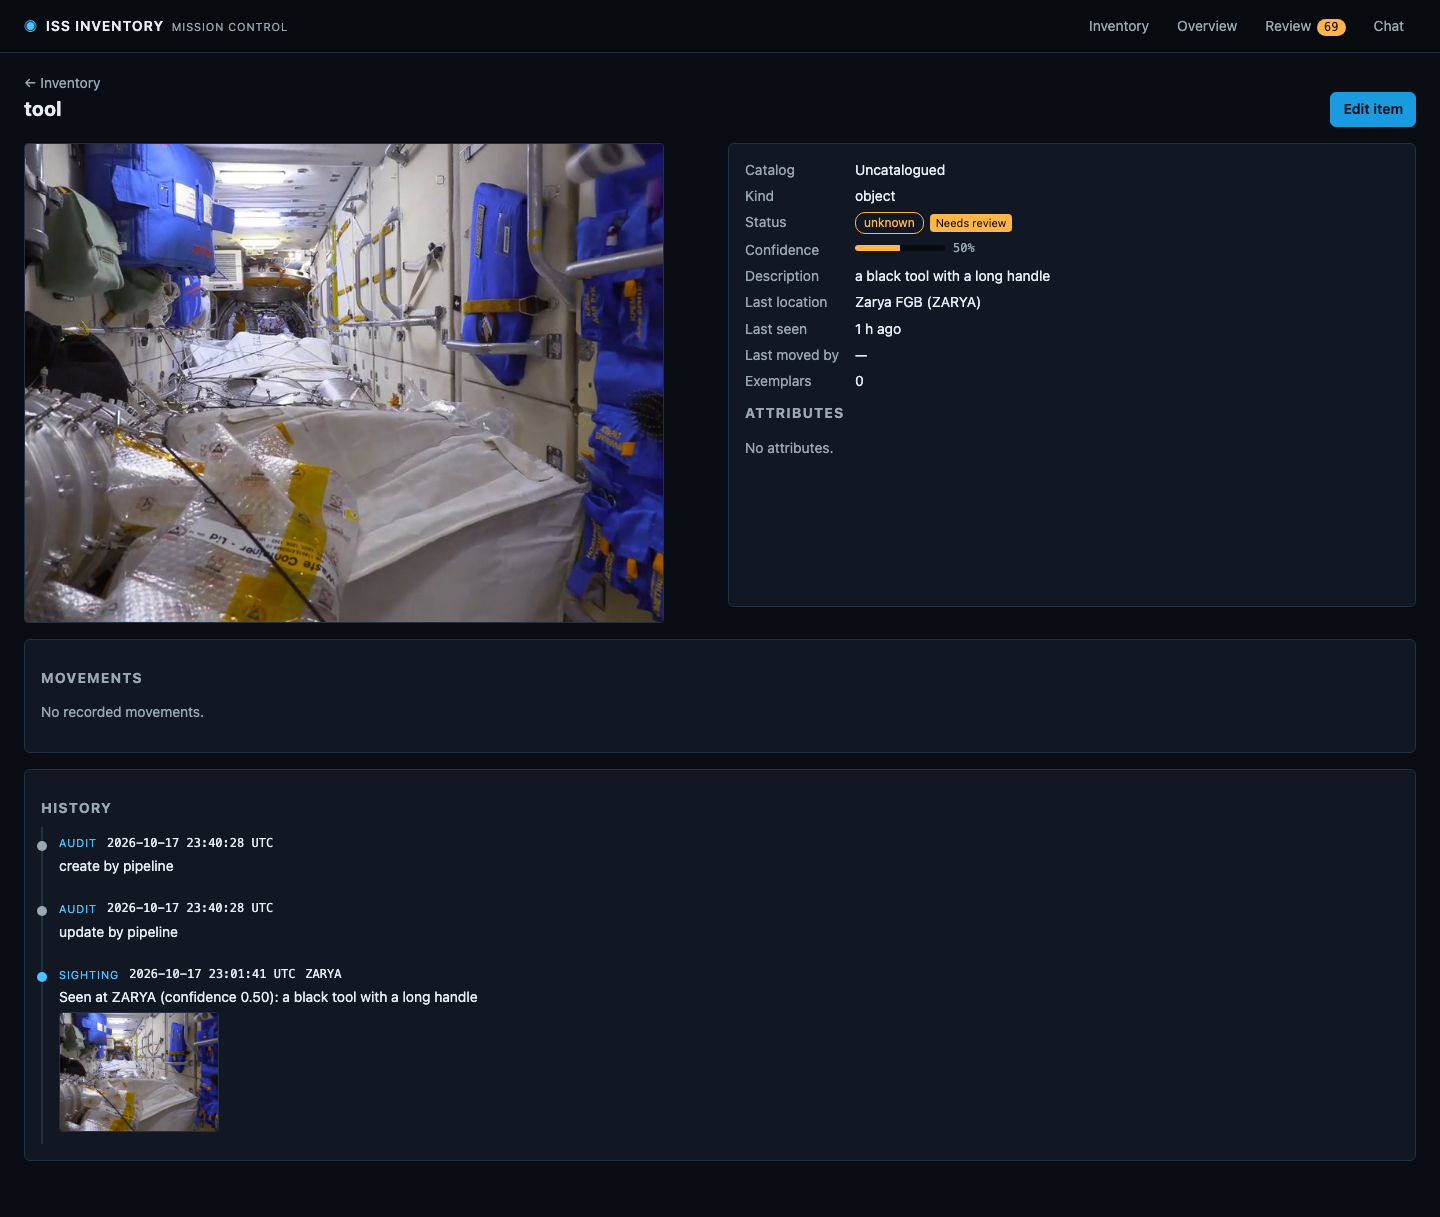 ISS INVENTORY MISSION CONTROL
Inventory Overview Review 69 Chat
← Inventory
tool
Edit item
Waste Container - Lid
Catalog Uncatalogued
Kind object
Status unknown Needs review
Confidence 50%
Description a black tool with a long handle
Last location Zarya FGB (ZARYA)
Last seen 1 h ago
Last moved by —
Exemplars 0
ATTRIBUTES
No attributes.
MOVEMENTS
No recorded movements.
HISTORY
AUDIT 2026-10-17 23:40:28 UTC
create by pipeline
AUDIT 2026-10-17 23:40:28 UTC
update by pipeline
SIGHTING 2026-10-17 23:01:41 UTC ZARYA
Seen at ZARYA (confidence 0.50): a black tool with a long handle